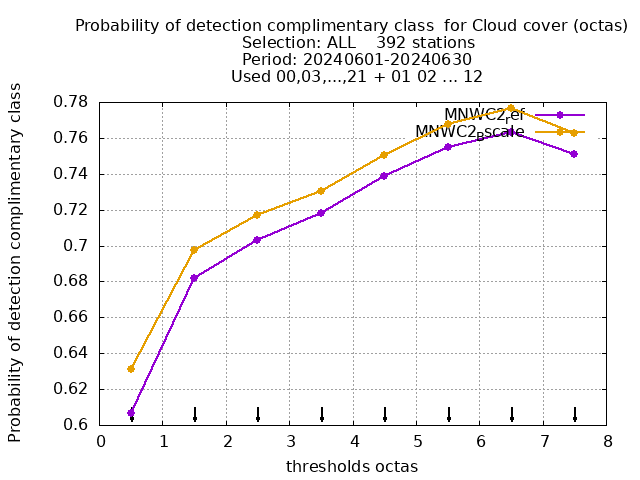 Probability of detection complimentary class  for Cloud cover (octas)
Selection: ALL    392 stations
Period: 20240601-20240630
Used 00,03,...,21 + 01 02 ... 12
Probability of detection complimentary class
0.78
0.76
0.74
0.72
0.7
0.68
0.66
0.64
0.62
0.6
MNWC2ref
MNWC2Bscale
0 1 2 3 4 5 6 7 8
thresholds octas